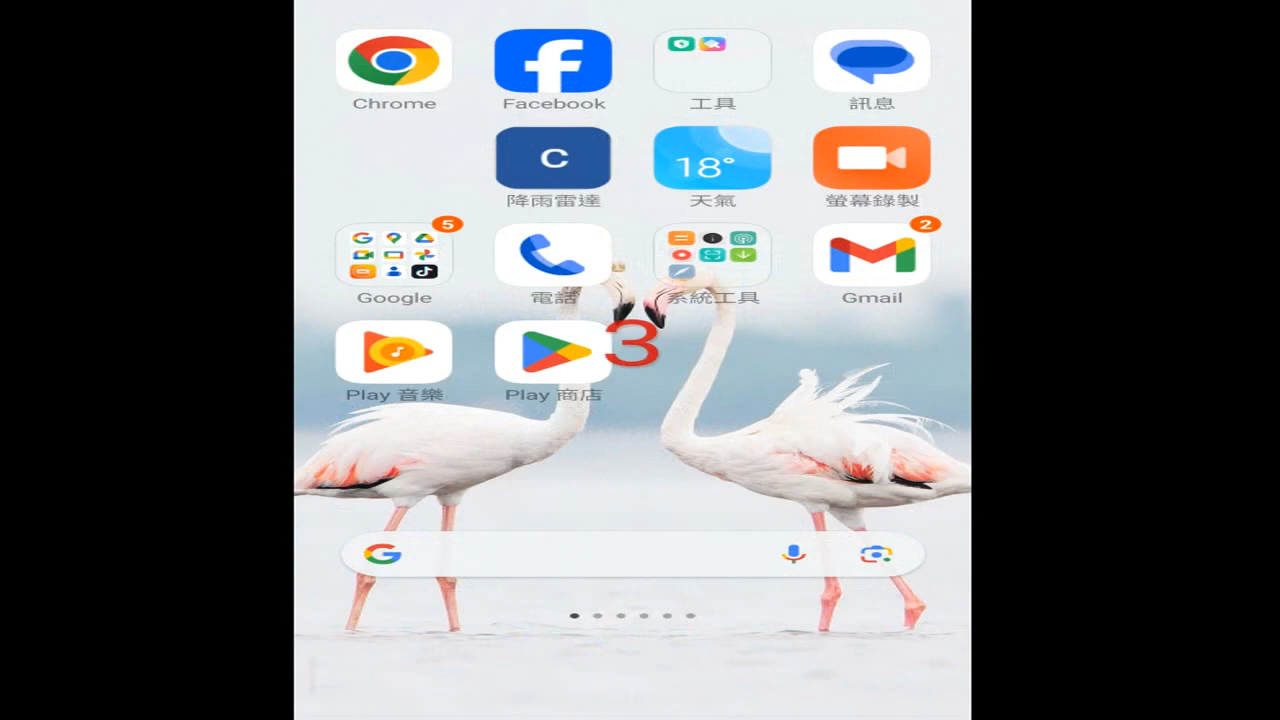 Chrome
Facebook
工具
訊息
C
18°
降雨雷達
天氣
螢幕錄製
5
2
Google
電話
系統工具
Gmail
3
Play 音樂
Play 商店